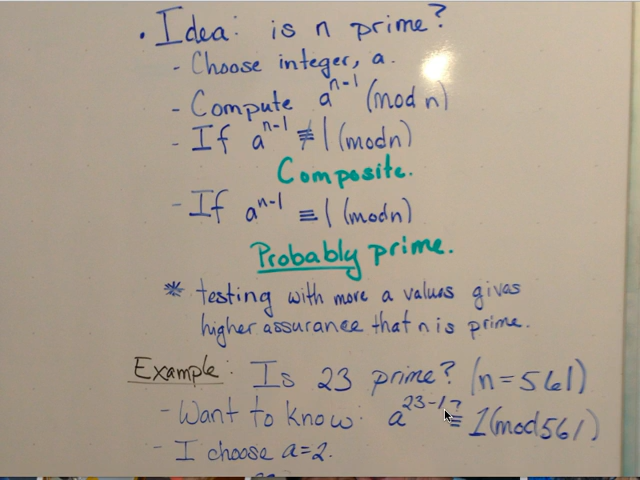 • Idea: is n prime?
- Choose integer, a.
- Compute a^{n-1} (mod n)
- If a^{n-1} ≢ 1 (mod n)
Composite.
- If a^{n-1} ≡ 1 (mod n)
Probably prime.
* testing with more a values gives
higher assurance that n is prime.
Example: Is 23 prime? (n=561)
- Want to know: a^{23-1} ≟ 1 (mod 561)
- I choose a=2.